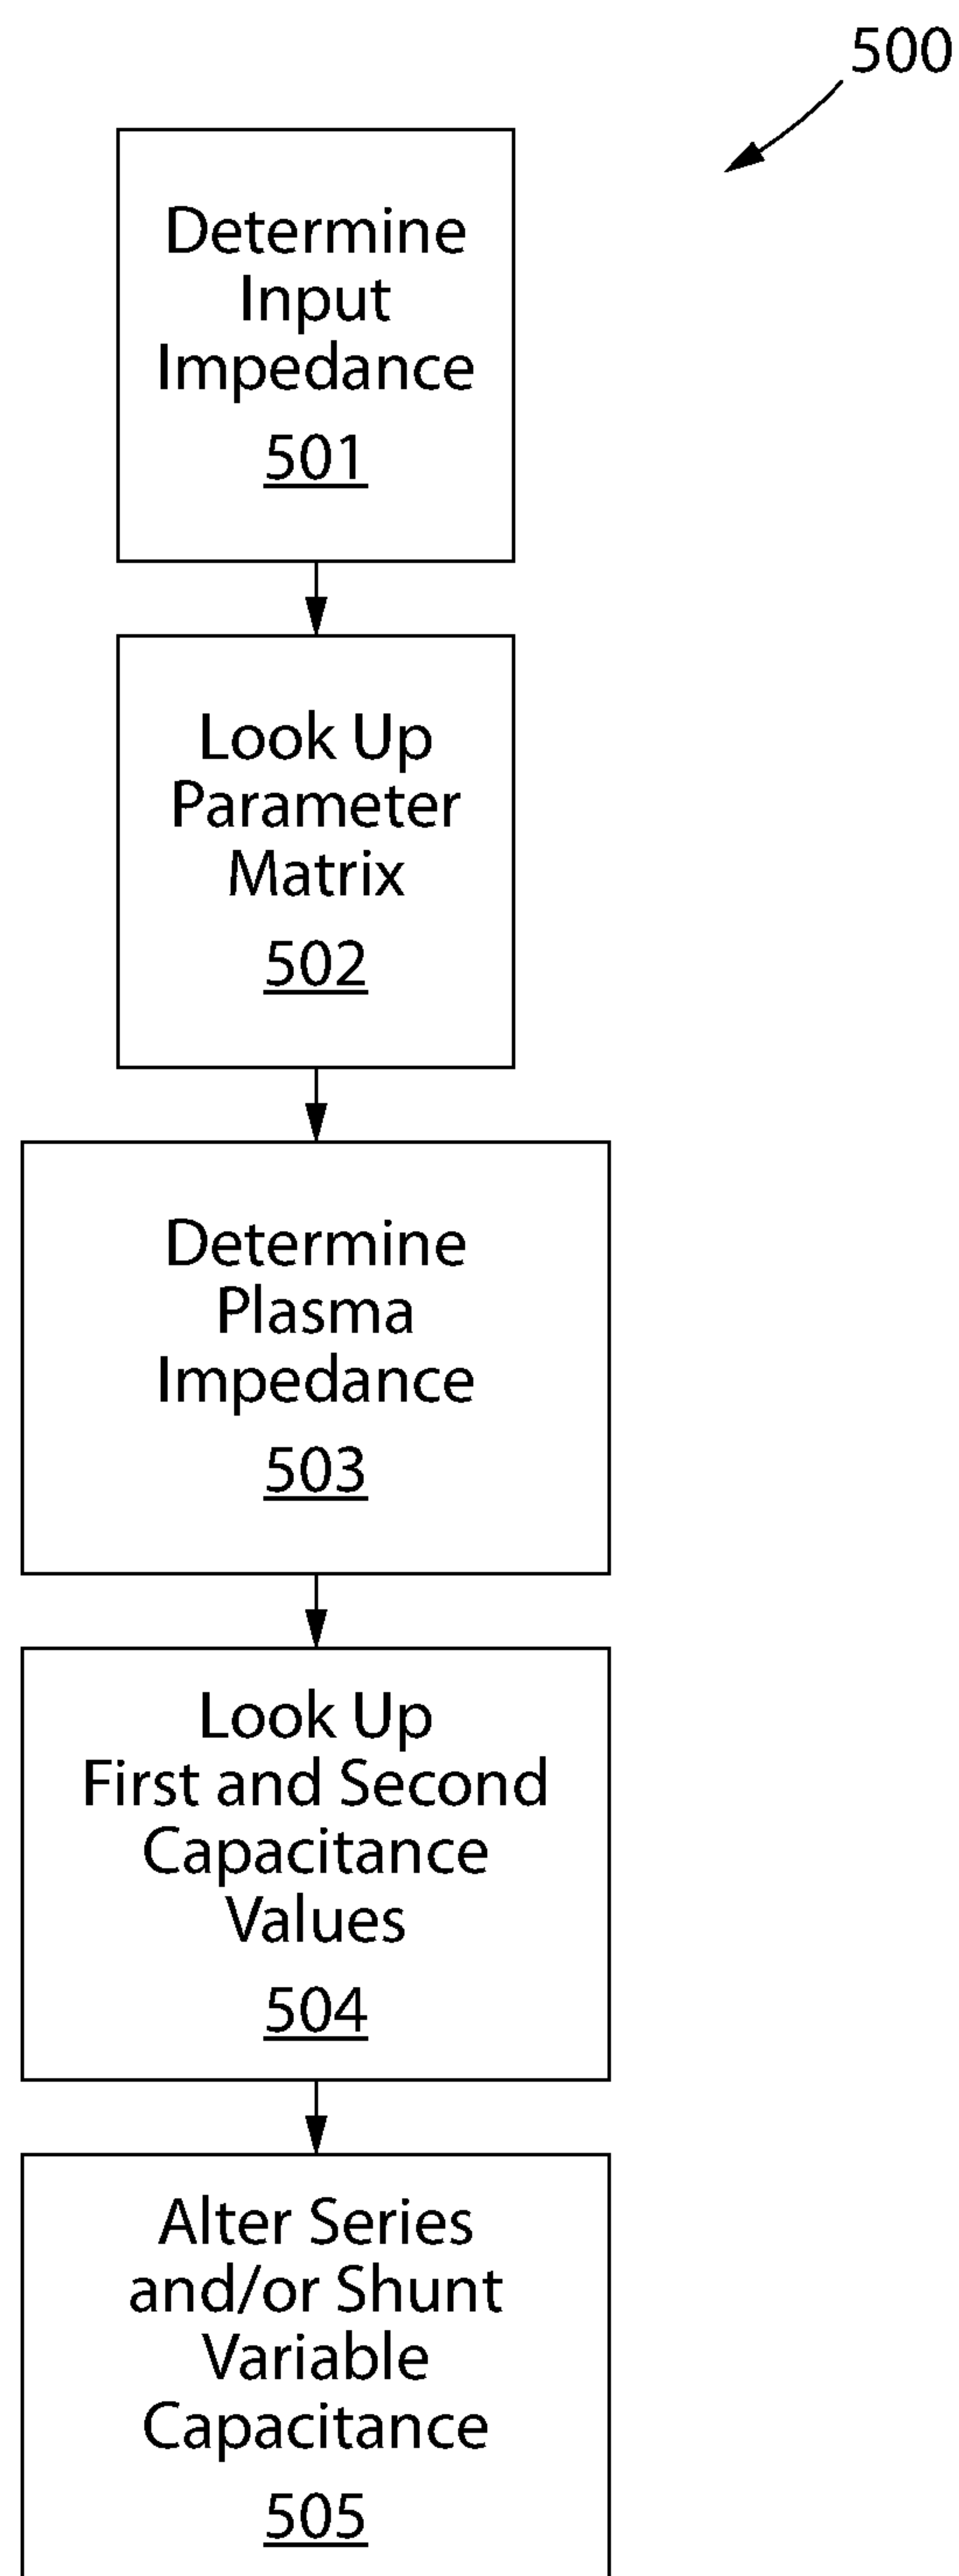 500
Determine
Input
Impedance
501
Look Up
Parameter
Matrix
502
Determine
Plasma
Impedance
503
Look Up
First and Second
Capacitance
Values
504
Alter Series
and/or Shunt
Variable
Capacitance
505